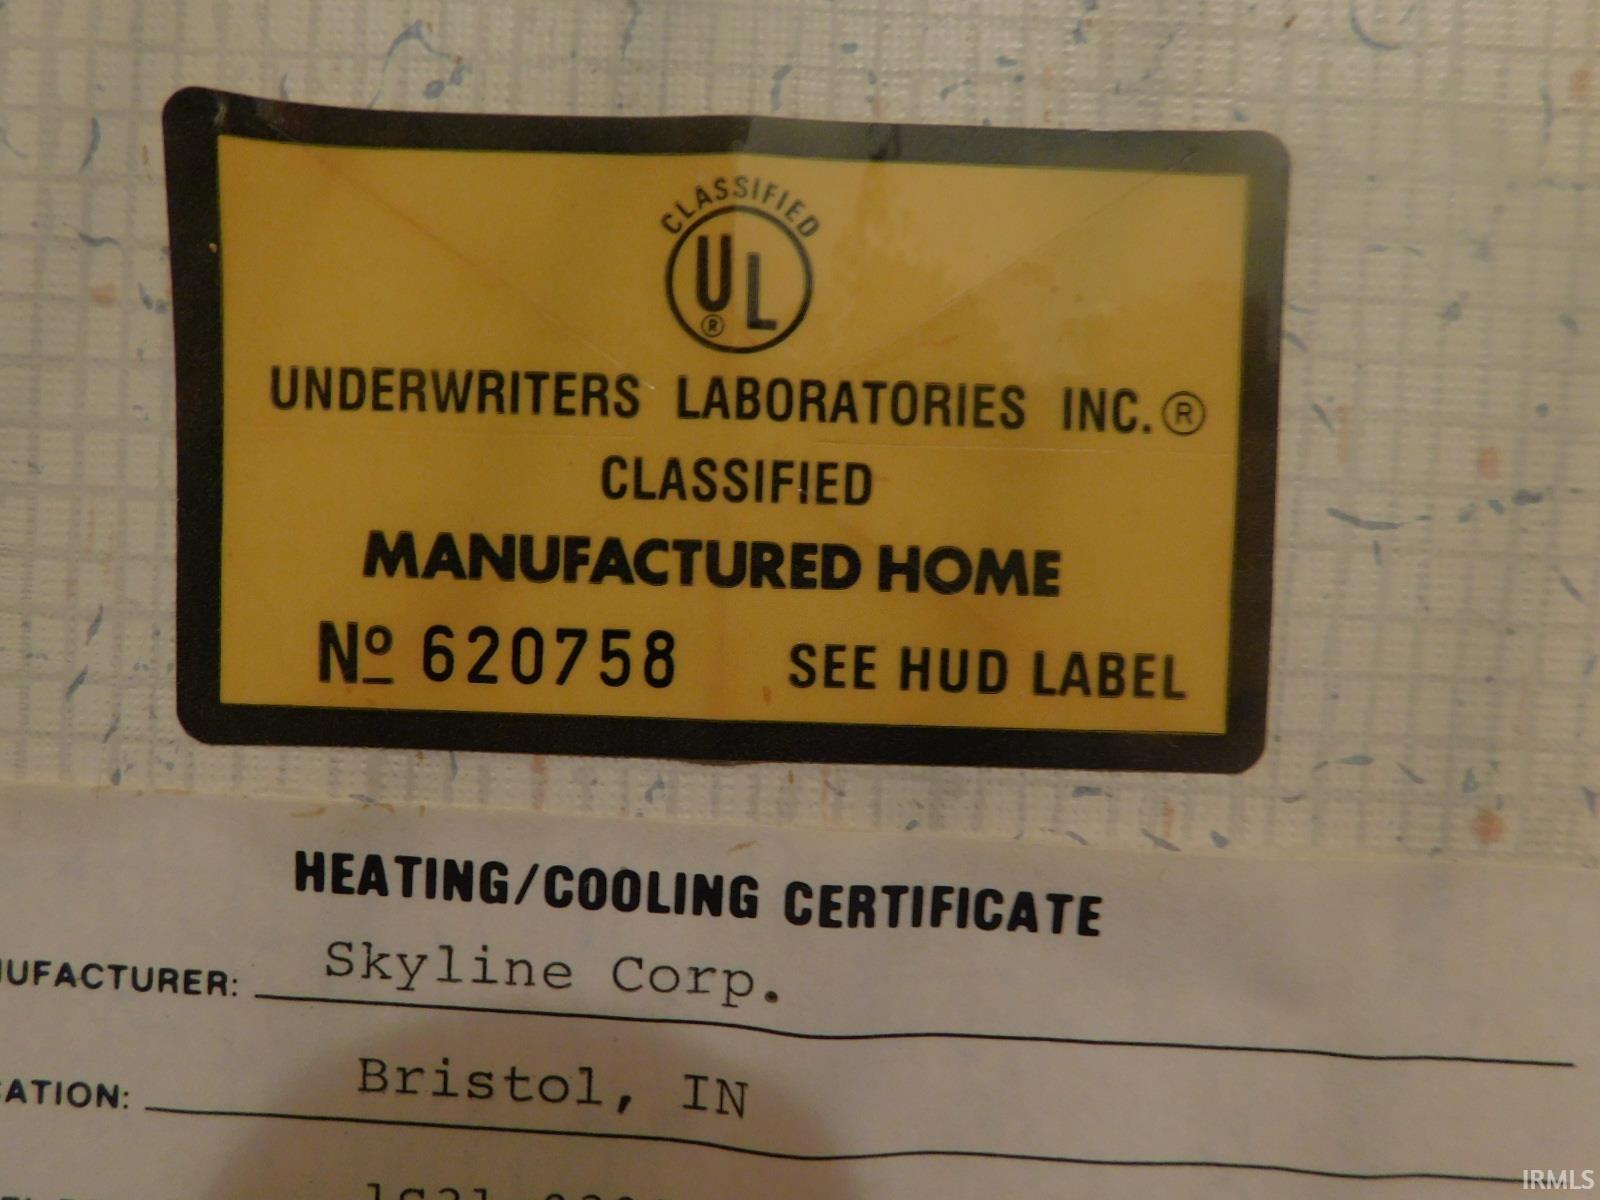 CLASSIFIED
UL®
UNDERWRITERS LABORATORIES INC.®
CLASSIFIED
MANUFACTURED HOME
Nº 620758 SEE HUD LABEL
HEATING/COOLING CERTIFICATE
UFACTURER: Skyline Corp.
ATION: Bristol, IN
IRMLS